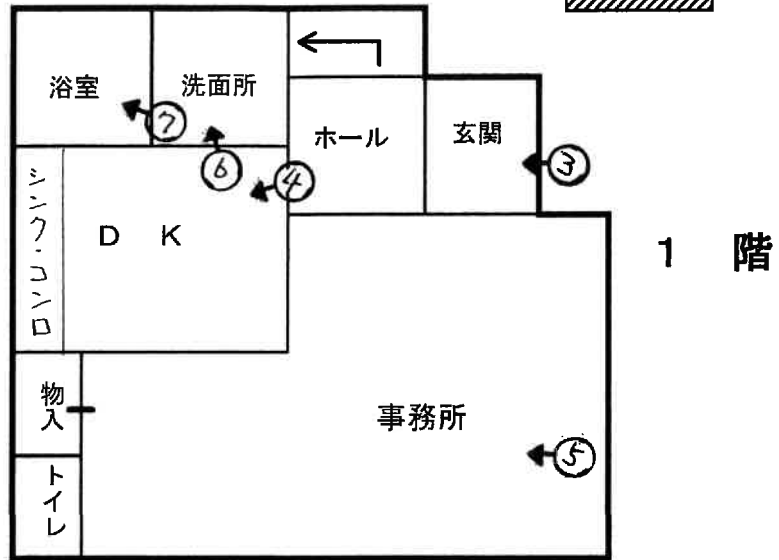 浴室
洗面所
⑦
ホール
玄関
③
⑥
④
シンク・コンロ
DK
1 階
物入
事務所
⑤
トイレ